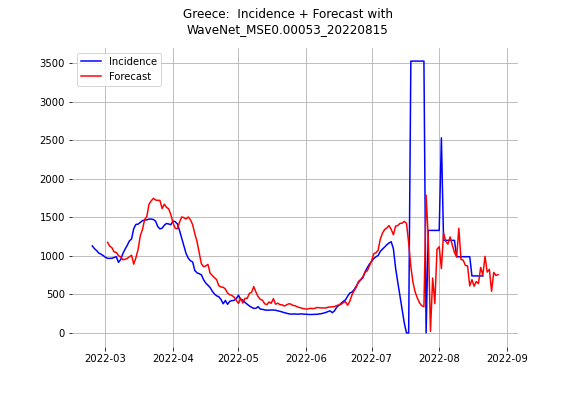 Greece:  Incidence + Forecast with
WaveNet_MSE0.00053_20220815
Incidence
Forecast
3500
3000
2500
2000
1500
1000
500
0
2022-03 2022-04 2022-05 2022-06 2022-07 2022-08 2022-09